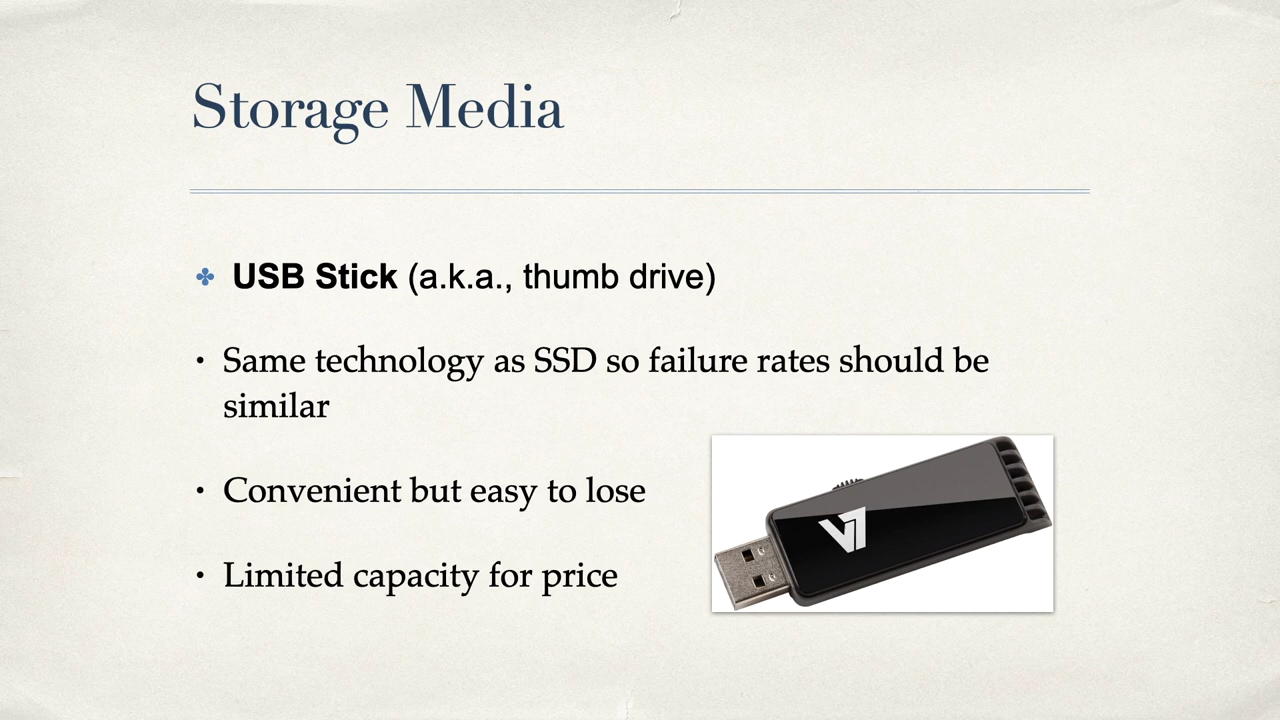 Storage Media
USB Stick (a.k.a., thumb drive)
• Same technology as SSD so failure rates should be
similar
• Convenient but easy to lose
• Limited capacity for price
V7